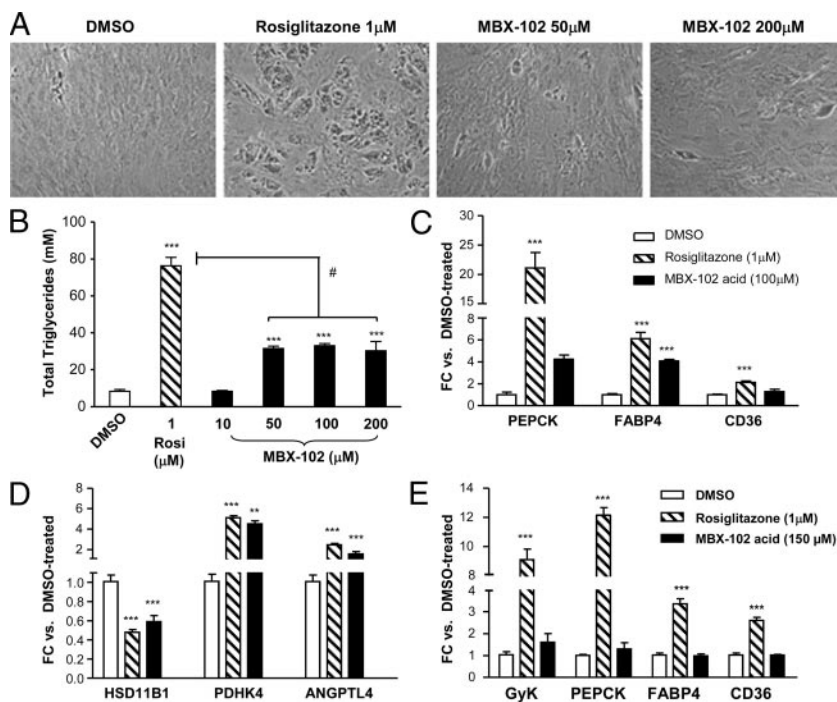 A
DMSO
Rosiglitazone 1μM
MBX-102 50μM
MBX-102 200μM
B
Total Triglycerides (mM)
100
80
60
40
20
0
***
#
***
***
***
DMSO
1
10
50
100
200
Rosi
(μM)
MBX-102 (μM)
C
FC vs. DMSO-treated
30
25
20
15
10
8
6
4
2
0
DMSO
Rosiglitazone (1μM)
MBX-102 acid (100μM)
***
***
***
***
PEPCK
FABP4
CD36
D
FC vs. DMSO-treated
8
6
4
2
1.0
0.8
0.6
0.4
0.2
0.0
***
***
***
**
***
***
HSD11B1
PDHK4
ANGPTL4
E
FC vs. DMSO-treated
14
12
10
8
6
4
3
2
1
0
DMSO
Rosiglitazone (1μM)
MBX-102 acid (150 μM)
***
***
***
***
GyK
PEPCK
FABP4
CD36